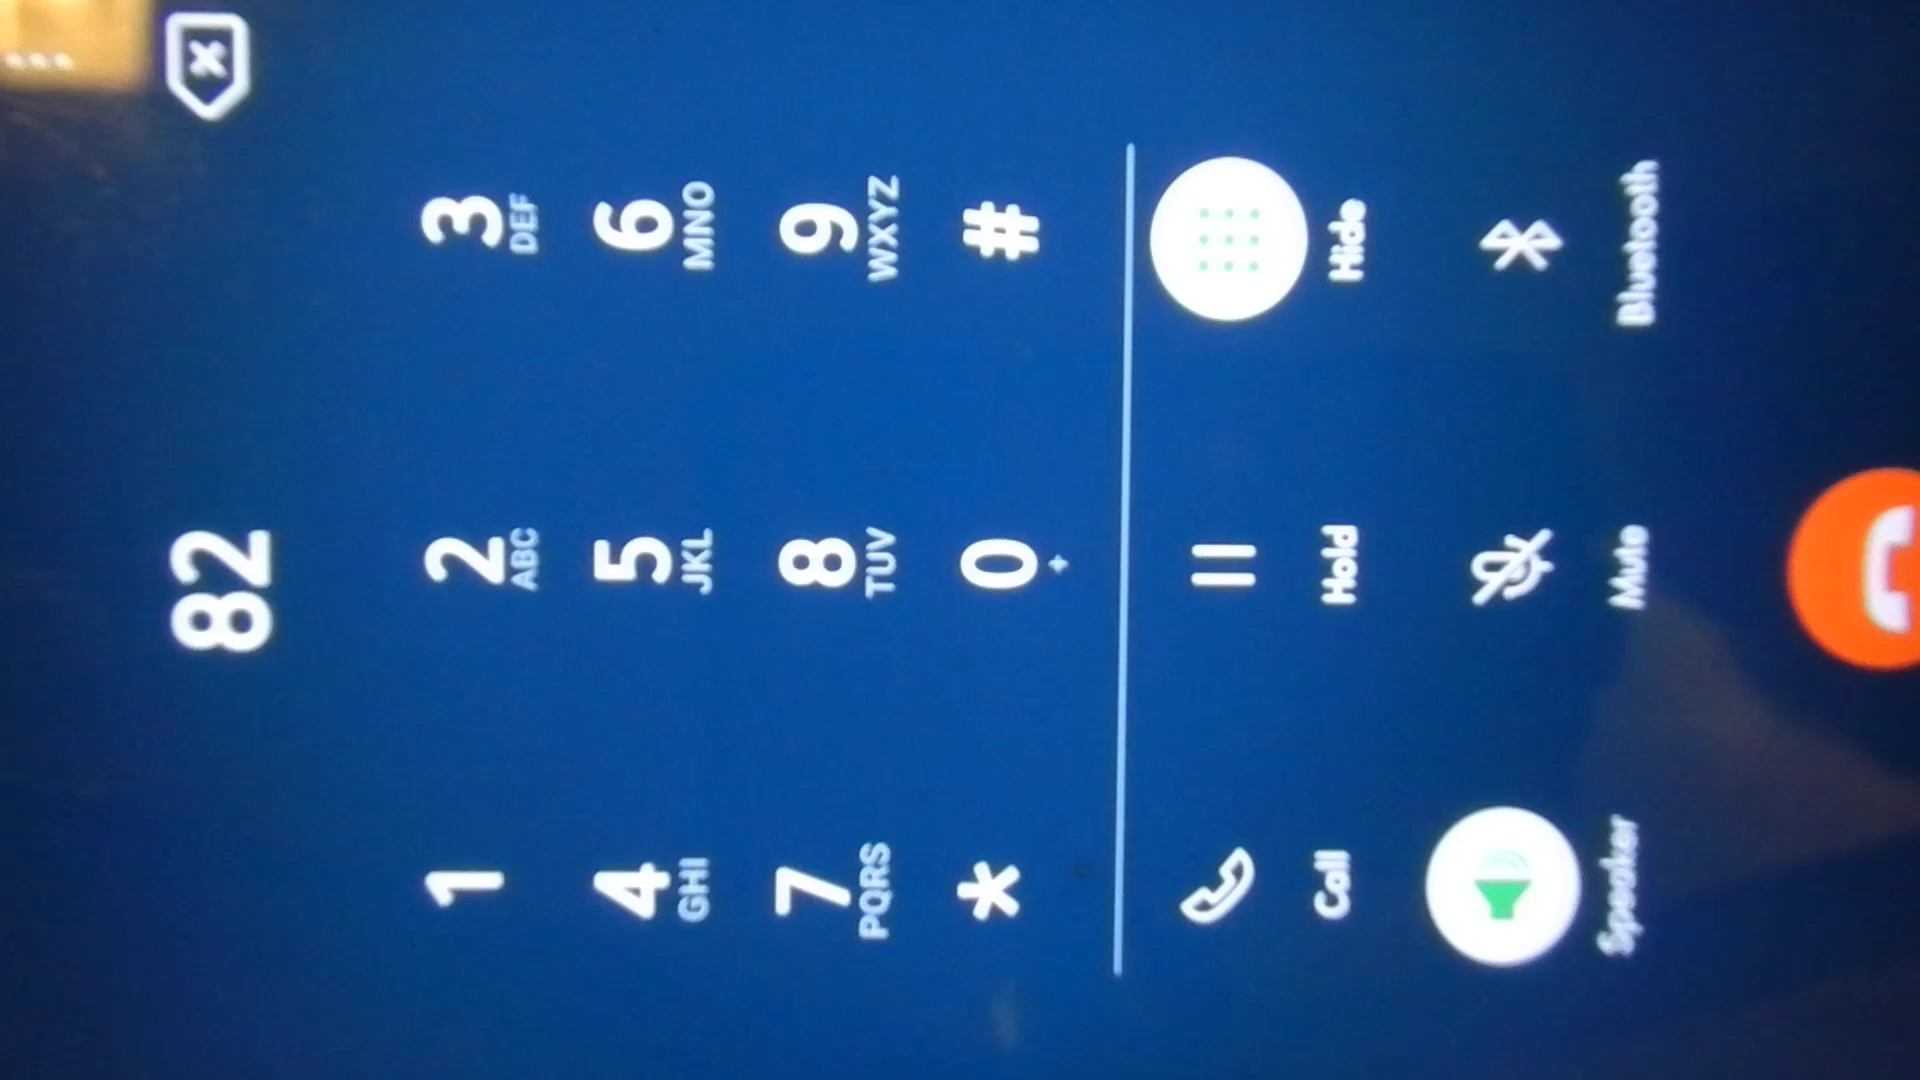 82
1 2 3
ABC DEF
4 5 6
GHI JKL MNO
7 8 9
PQRS TUV WXYZ
* 0 #
+
Call Hold Hide
Speaker Mute Bluetooth